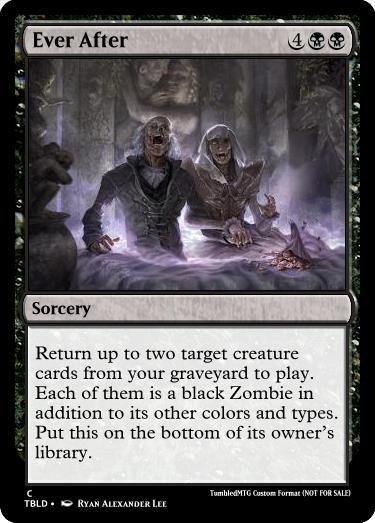 Ever After 4
Sorcery
Return up to two target creature
cards from your graveyard to play.
Each of them is a black Zombie in
addition to its other colors and types.
Put this on the bottom of its owner's
library.
C
TBLD • Ryan Alexander Lee
TumbledMTG Custom Format (NOT FOR SALE)